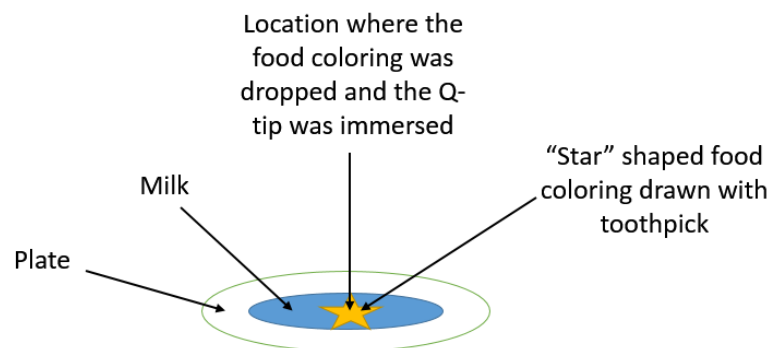 Location where the
food coloring was
dropped and the Q-
tip was immersed
“Star” shaped food
coloring drawn with
toothpick
Milk
Plate